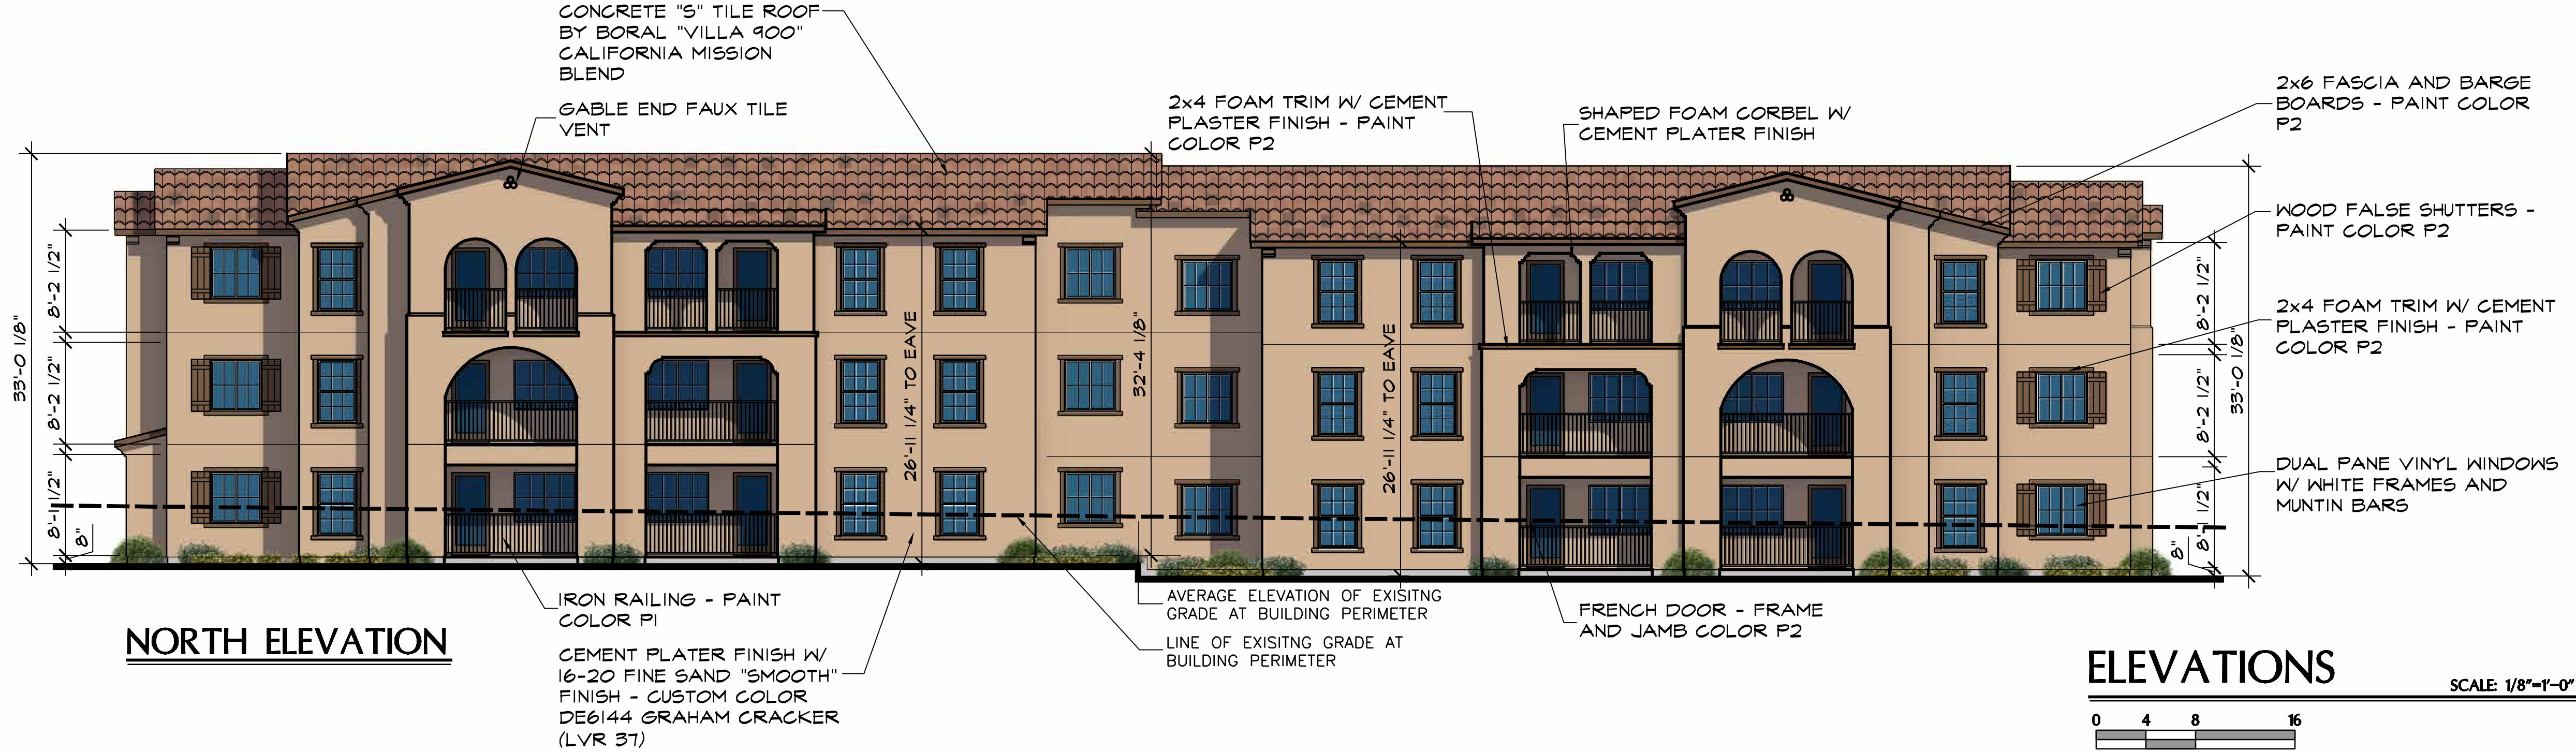 CONCRETE "S" TILE ROOF
BY BORAL "VILLA 900"
CALIFORNIA MISSION
BLEND
GABLE END FAUX TILE
VENT
2x4 FOAM TRIM W/ CEMENT
PLASTER FINISH - PAINT
COLOR P2
SHAPED FOAM CORBEL W/
CEMENT PLATER FINISH
2x6 FASCIA AND BARGE
BOARDS - PAINT COLOR
P2
WOOD FALSE SHUTTERS -
PAINT COLOR P2
2x4 FOAM TRIM W/ CEMENT
PLASTER FINISH - PAINT
COLOR P2
DUAL PANE VINYL WINDOWS
W/ WHITE FRAMES AND
MUNTIN BARS
33'-0 1/8"
8'-2 1/2"
8'-2 1/2"
8'-1 1/2"
8"
26'-11 1/4" TO EAVE
32'-4 1/8"
26'-11 1/4" TO EAVE
8'-2 1/2"
8'-2 1/2"
8'-1 1/2"
8"
33'-0 1/8"
IRON RAILING - PAINT
COLOR P1
CEMENT PLATER FINISH W/
16-20 FINE SAND "SMOOTH"
FINISH - CUSTOM COLOR
DE6144 GRAHAM CRACKER
(LVR 37)
AVERAGE ELEVATION OF EXISITNG
GRADE AT BUILDING PERIMETER
LINE OF EXISITNG GRADE AT
BUILDING PERIMETER
FRENCH DOOR - FRAME
AND JAMB COLOR P2
NORTH ELEVATION
ELEVATIONS
SCALE: 1/8"=1'-0"
0 4 8 16